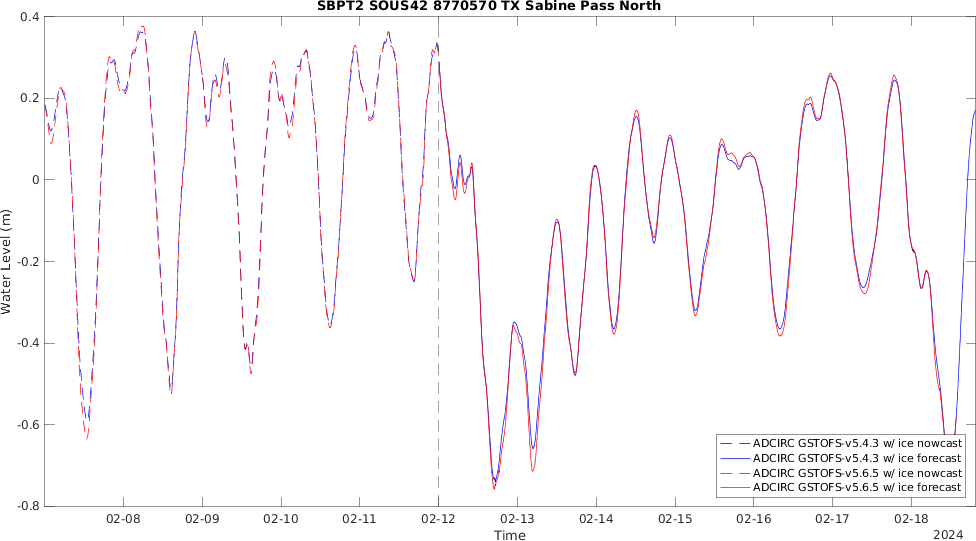 SBPT2 SOUS42 8770570 TX Sabine Pass North
0.4
0.2
0
-0.2
-0.4
-0.6
-0.8
Water Level (m)
02-08 02-09 02-10 02-11 02-12 02-13 02-14 02-15 02-16 02-17 02-18
Time
2024
ADCIRC GSTOFS-v5.4.3 w/ ice nowcast
ADCIRC GSTOFS-v5.4.3 w/ ice forecast
ADCIRC GSTOFS-v5.6.5 w/ ice nowcast
ADCIRC GSTOFS-v5.6.5 w/ ice forecast